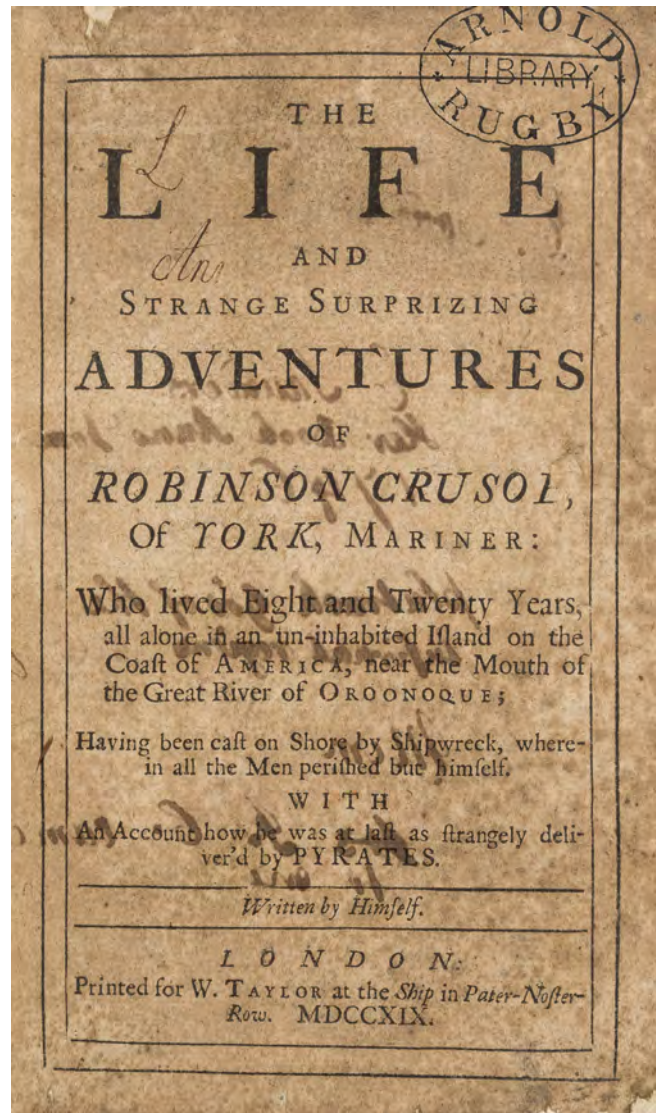 ARNOLD
LIBRARY
RUGBY
THE
LIFE
AND
STRANGE SURPRIZING
ADVENTURES
OF
ROBINSON CRUSOE,
Of YORK, MARINER:
Who lived Eight and Twenty Years,
all alone in an un-inhabited Iſland on the
Coaſt of AMERICA, near the Mouth of
the Great River of OROONOQUE;
Having been caſt on Shore by Shipwreck, where-
in all the Men periſhed but himſelf.
WITH
An Account how he was at laſt as ſtrangely deli-
ver'd by PYRATES.
Written by Himſelf.
LONDON:
Printed for W. TAYLOR at the Ship in Pater-Noſter-
Row. MDCCXIX.